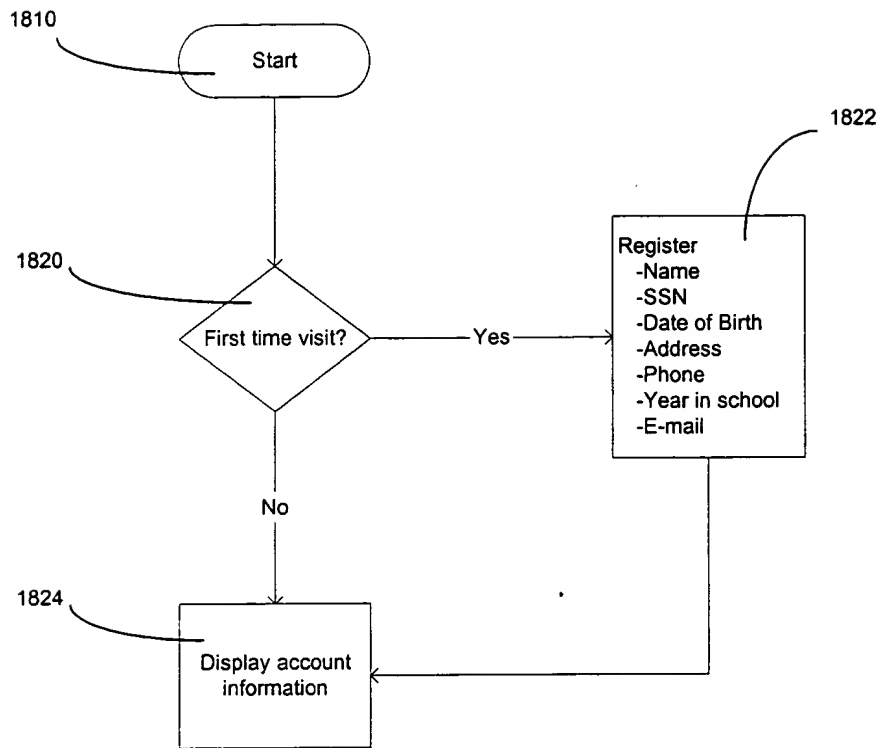 1810
Start
1822
Register
-Name
-SSN
-Date of Birth
-Address
-Phone
-Year in school
-E-mail
1820
First time visit?
Yes
No
1824
Display account
information